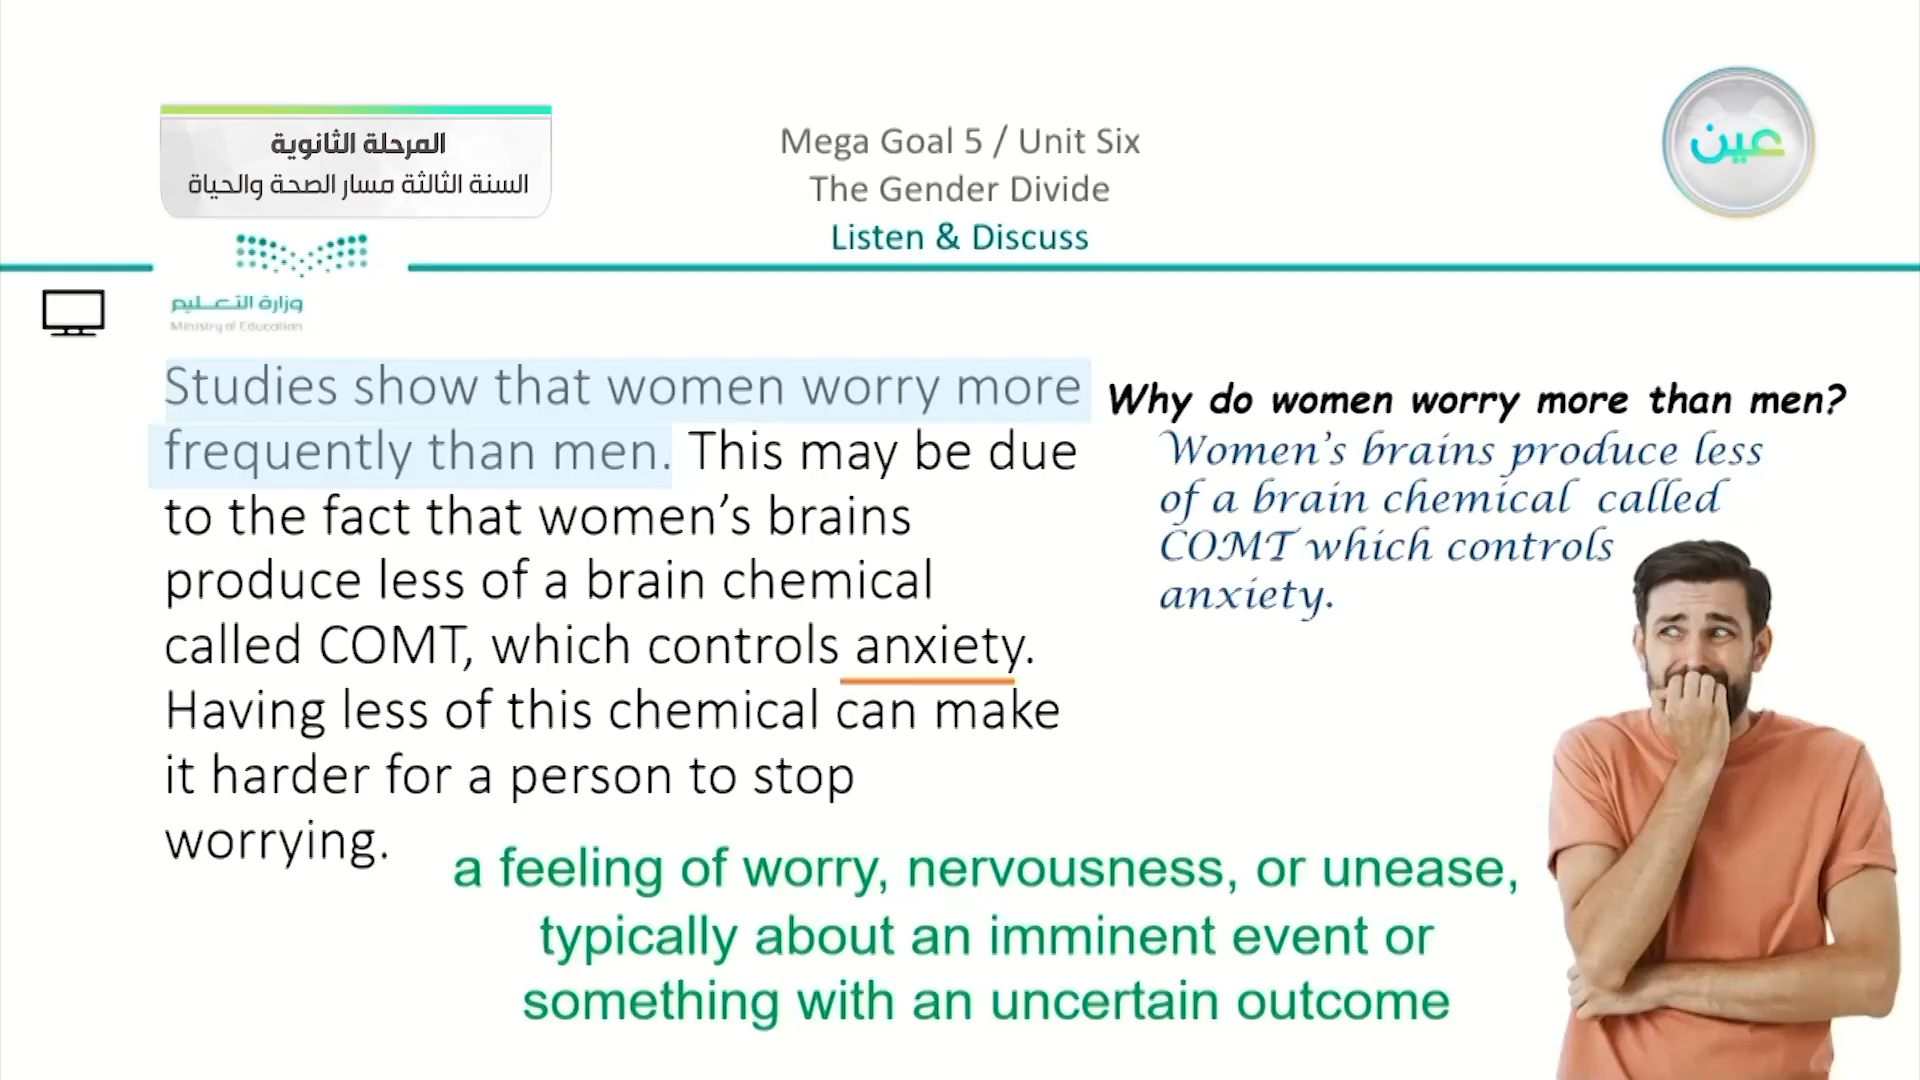 المرحلة الثانوية
السنة الثالثة مسار الصحة والحياة
Mega Goal 5 / Unit Six
The Gender Divide
Listen & Discuss
عين
وزارة التعليم
Ministry of Education
Studies show that women worry more
frequently than men. This may be due
to the fact that women’s brains
produce less of a brain chemical
called COMT, which controls anxiety.
Having less of this chemical can make
it harder for a person to stop
worrying.
Why do women worry more than men?
Women’s brains produce less
of a brain chemical called
COMT which controls
anxiety.
a feeling of worry, nervousness, or unease,
typically about an imminent event or
something with an uncertain outcome